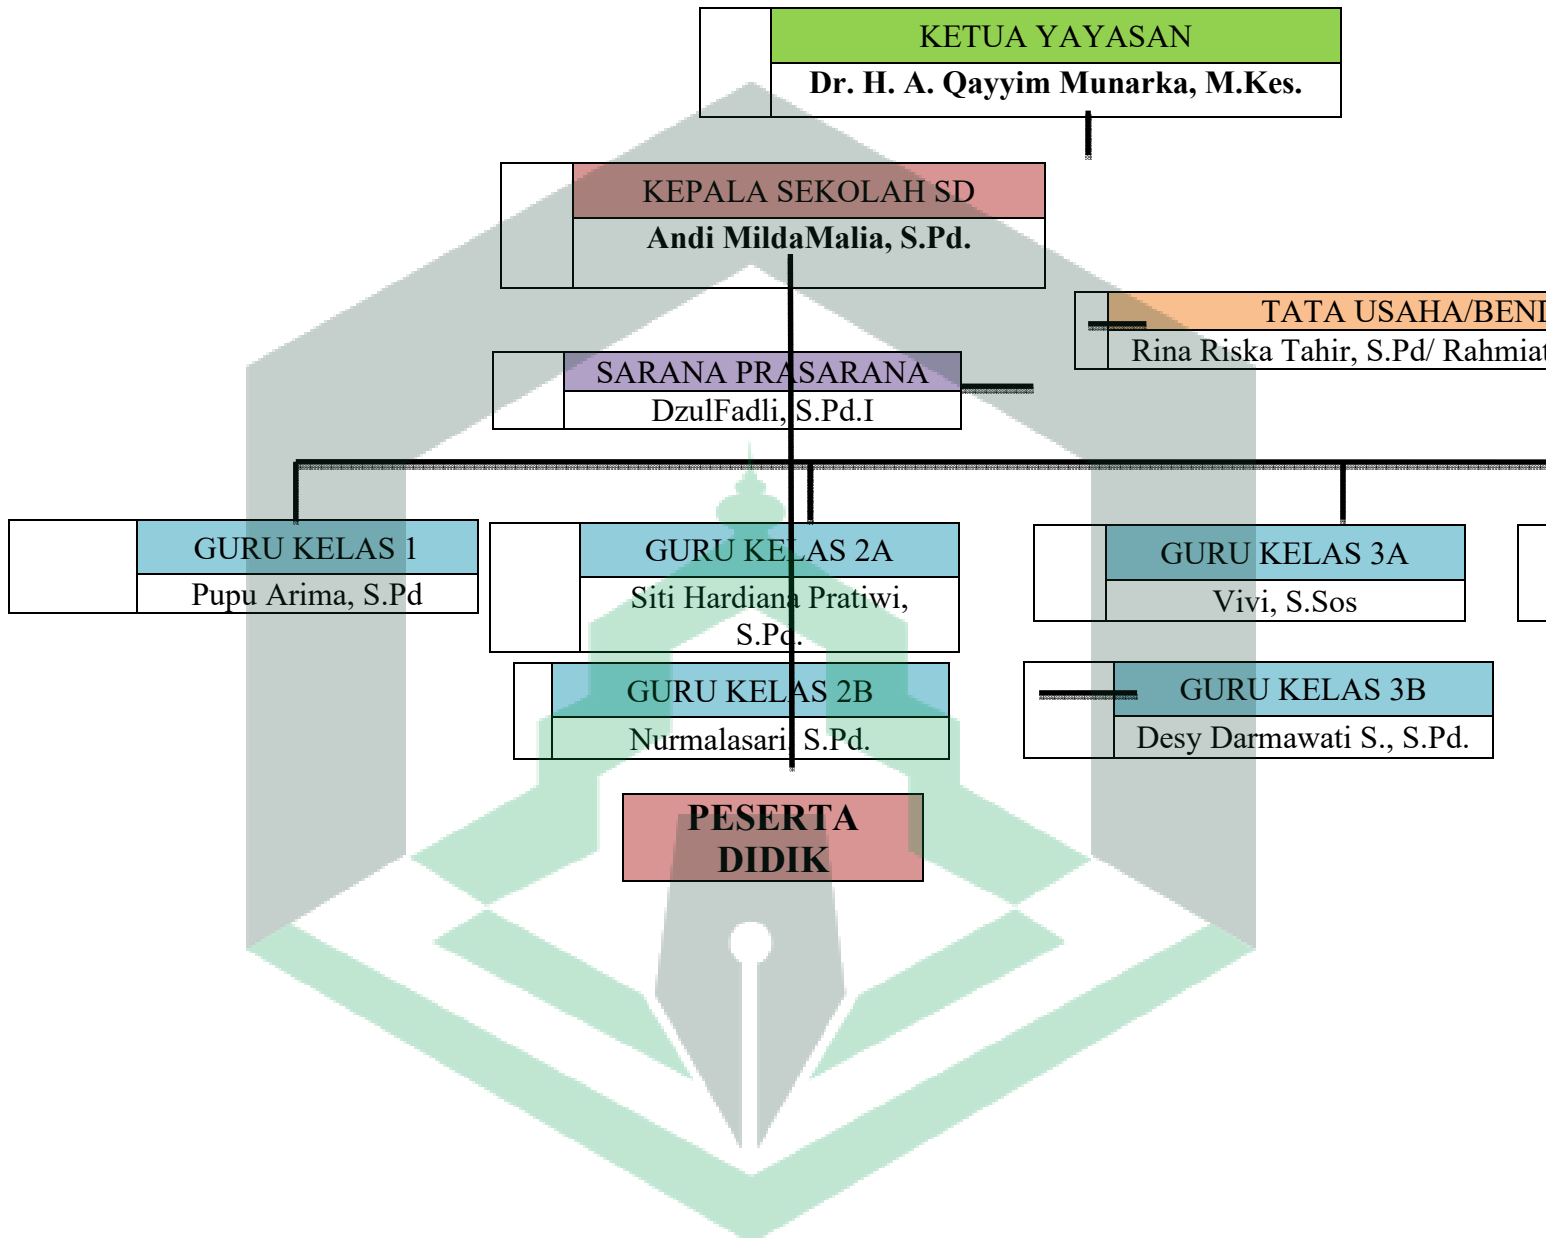 KETUA YAYASAN
Dr. H. A. Qayyim Munarka, M.Kes.
KEPALA SEKOLAH SD
Andi MildaMalia, S.Pd.
TATA USAHA/
Rina Riska Tahir, S.Pd/
SARANA PRASARANA
DzulFadli, S.Pd.I
GURU KELAS 1
Pupu Arima, S.Pd
GURU KELAS 2A
Siti Hardiana Pratiwi,
S.Pd.
GURU KELAS 3A
Vivi, S.Sos
GURU KELAS 2B
Nurmalasari, S.Pd.
GURU KELAS 3B
Desy Darmawati S., S.Pd.
PESERTA
DIDIK